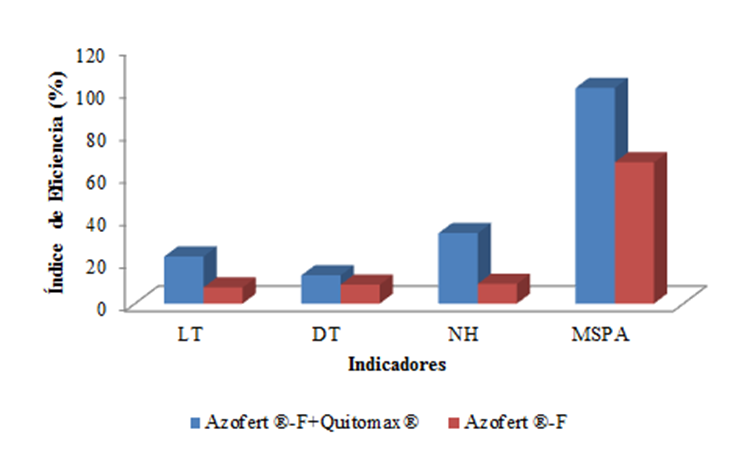 120
100
80
60
40
20
0
Índice de Eficiencia (%)
LT DT NH MSPA
Indicadores
Azofert ®-F+Quitomax® Azofert ®-F